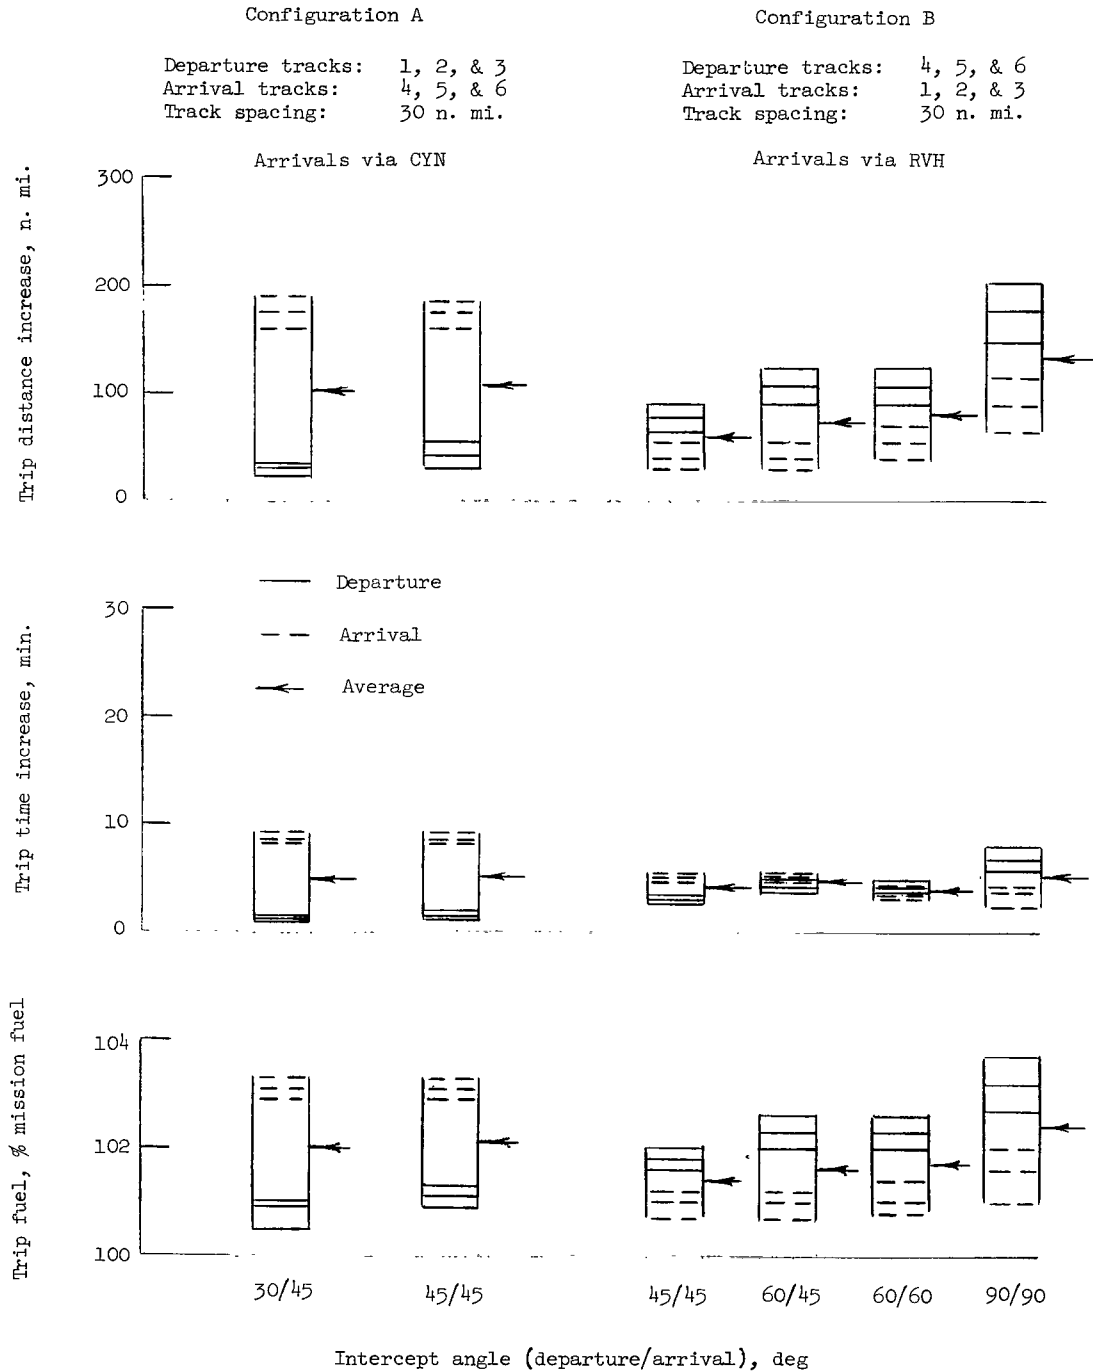 Configuration A
Departure tracks: 1, 2, & 3
Arrival tracks: 4, 5, & 6
Track spacing: 30 n. mi.
Arrivals via CYN
Configuration B
Departure tracks: 4, 5, & 6
Arrival tracks: 1, 2, & 3
Track spacing: 30 n. mi.
Arrivals via RVH
Trip distance increase, n. mi.
300
200
100
0
Departure
Arrival
Average
Trip time increase, min.
30
20
10
0
Trip fuel, % mission fuel
104
102
100
30/45 45/45 45/45 60/45 60/60 90/90
Intercept angle (departure/arrival), deg